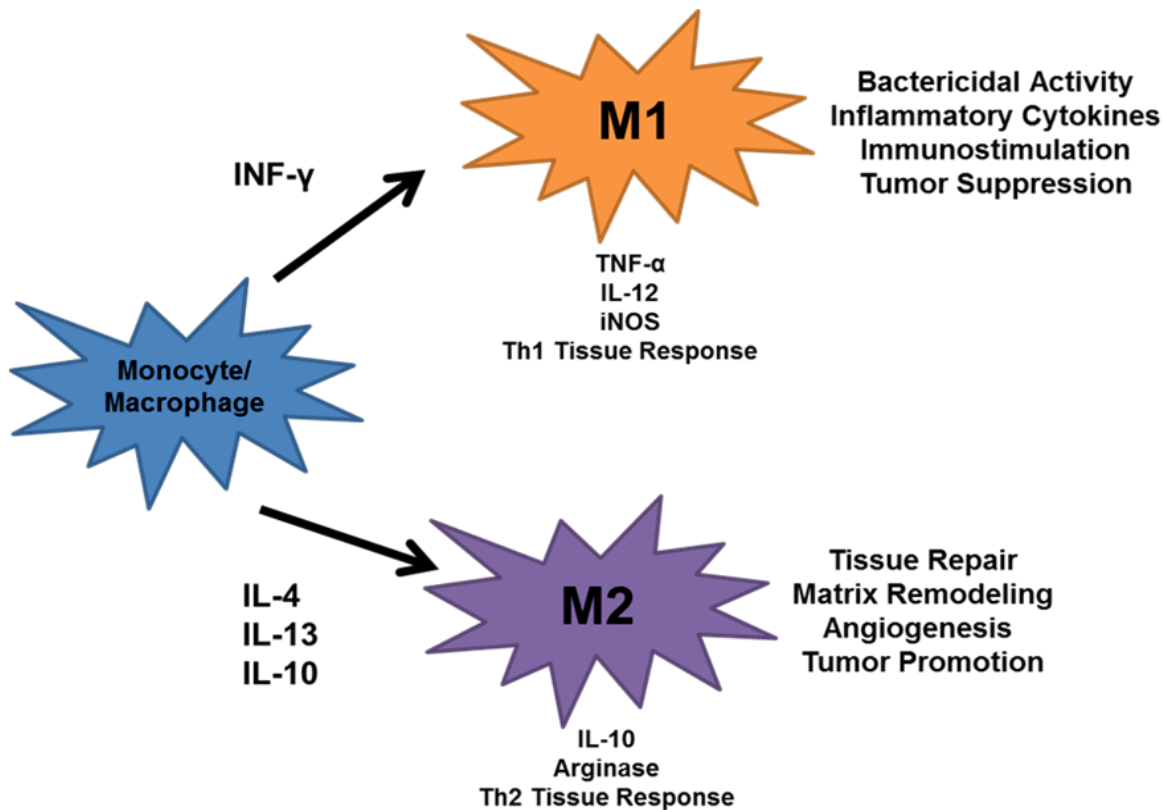 M1
Bactericidal Activity
Inflammatory Cytokines
Immunostimulation
Tumor Suppression
INF-γ
TNF-α
IL-12
iNOS
Th1 Tissue Response
Monocyte/
Macrophage
IL-4
IL-13
IL-10
M2
Tissue Repair
Matrix Remodeling
Angiogenesis
Tumor Promotion
IL-10
Arginase
Th2 Tissue Response